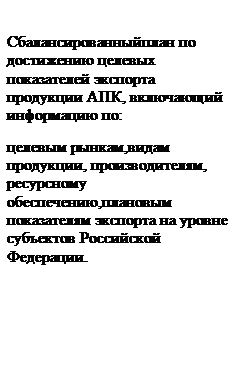 Сбалансированныйплан по
достижению целевых
показателей экспорта
продукции АПК, включающий
информацию по:
целевым рынкам,видам
продукции, производителям,
ресурсному
обеспечению,плановым
показателям экспорта на уровне
субъектов Российской
Федерации.